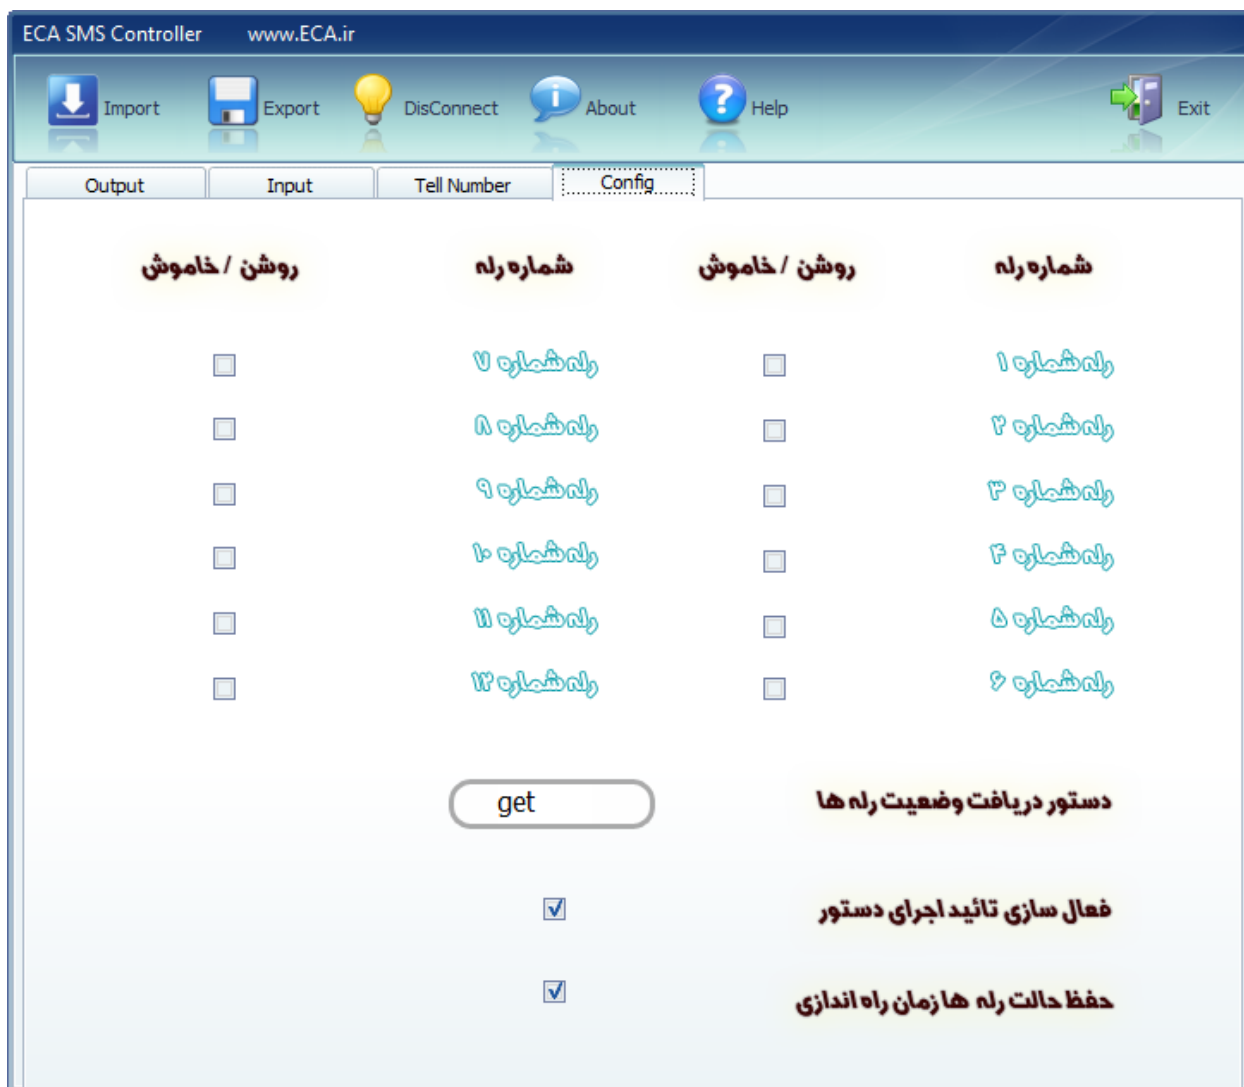 ECA SMS Controller www.ECA.ir
Import Export DisConnect About Help Exit
Output Input Tell Number Config
شماره رله روشن / خاموش شماره رله روشن / خاموش
رله شماره ۱ رله شماره ۷
رله شماره ۲ رله شماره ۸
رله شماره ۳ رله شماره ۹
رله شماره ۴ رله شماره ۱۰
رله شماره ۵ رله شماره ۱۱
رله شماره ۶ رله شماره ۱۲
دستور دریافت وضعیت رله ها get
فعال سازی تائید اجرای دستور
حفظ حالت رله ها زمان راه اندازی